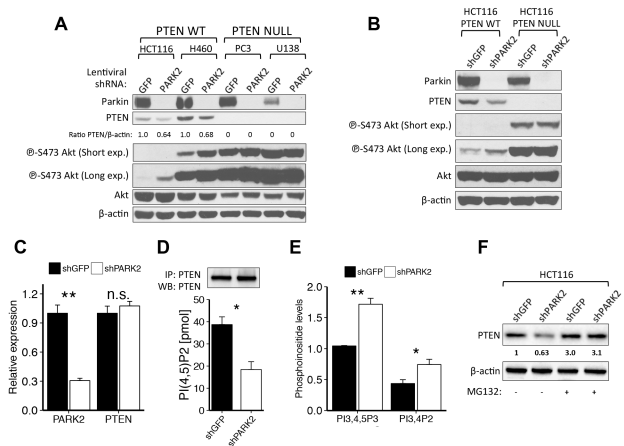 A
PTEN WT PTEN NULL
HCT116 H460 PC3 U138
Lentiviral shRNA:
GFP PARK2 GFP PARK2 GFP PARK2 GFP PARK2
Parkin
PTEN
Ratio PTEN/β-actin: 1.0 0.64 1.0 0.68 0 0 0 0
℗-S473 Akt (Short exp.)
℗-S473 Akt (Long exp.)
Akt
β-actin
B
HCT116 PTEN WT HCT116 PTEN NULL
shGFP shPARK2 shGFP shPARK2
Parkin
PTEN
℗-S473 Akt (Short exp.)
℗-S473 Akt (Long exp.)
Akt
β-actin
C
shGFP shPARK2
Relative expression
1.2
0.9
0.6
0.3
0.0
** n.s.
PARK2 PTEN
D
IP: PTEN
WB: PTEN
PI(4,5)P2 [pmol]
50
40
30
20
10
0
*
shGFP shPARK2
E
shGFP shPARK2
Phosphoinositide levels
2.0
1.5
1.0
0.5
0.0
** *
PI3,4,5P3 PI3,4P2
F
HCT116
shGFP shPARK2 shGFP shPARK2
PTEN
1 0.63 3.0 3.1
β-actin
MG132: - - + +